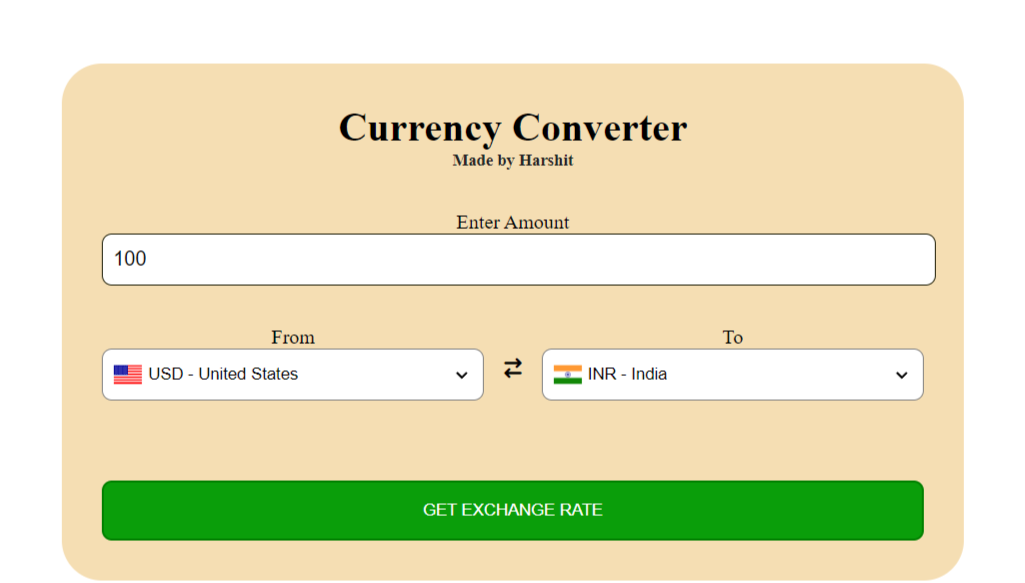 Currency Converter
Made by Harshit
Enter Amount
100
From
To
USD - United States
INR - India
GET EXCHANGE RATE